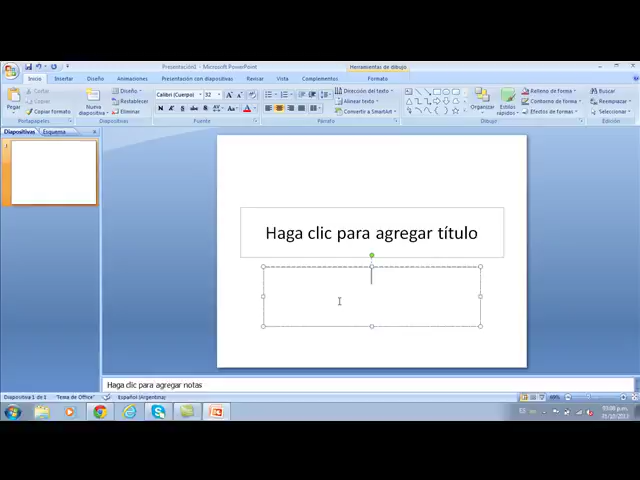 Presentación1 - Microsoft PowerPoint
Herramientas de dibujo
Inicio Insertar Diseño Animaciones Presentación con diapositivas Revisar Vista Complementos Formato
Pegar
Cortar
Copiar
Copiar formato
Portapapeles
Nueva diapositiva
Diseño
Restablecer
Eliminar
Diapositivas
Calibri (Cuerpo) 32
Fuente
Dirección del texto
Alinear texto
Convertir a SmartArt
Párrafo
Organizar
Estilos rápidos
Relleno de forma
Contorno de forma
Efectos de formas
Dibujo
Buscar
Reemplazar
Seleccionar
Edición
Diapositivas Esquema
1
Haga clic para agregar título
Haga clic para agregar notas
Diapositiva 1 de 1 "Tema de Office" Español (Argentina)
69%
ES